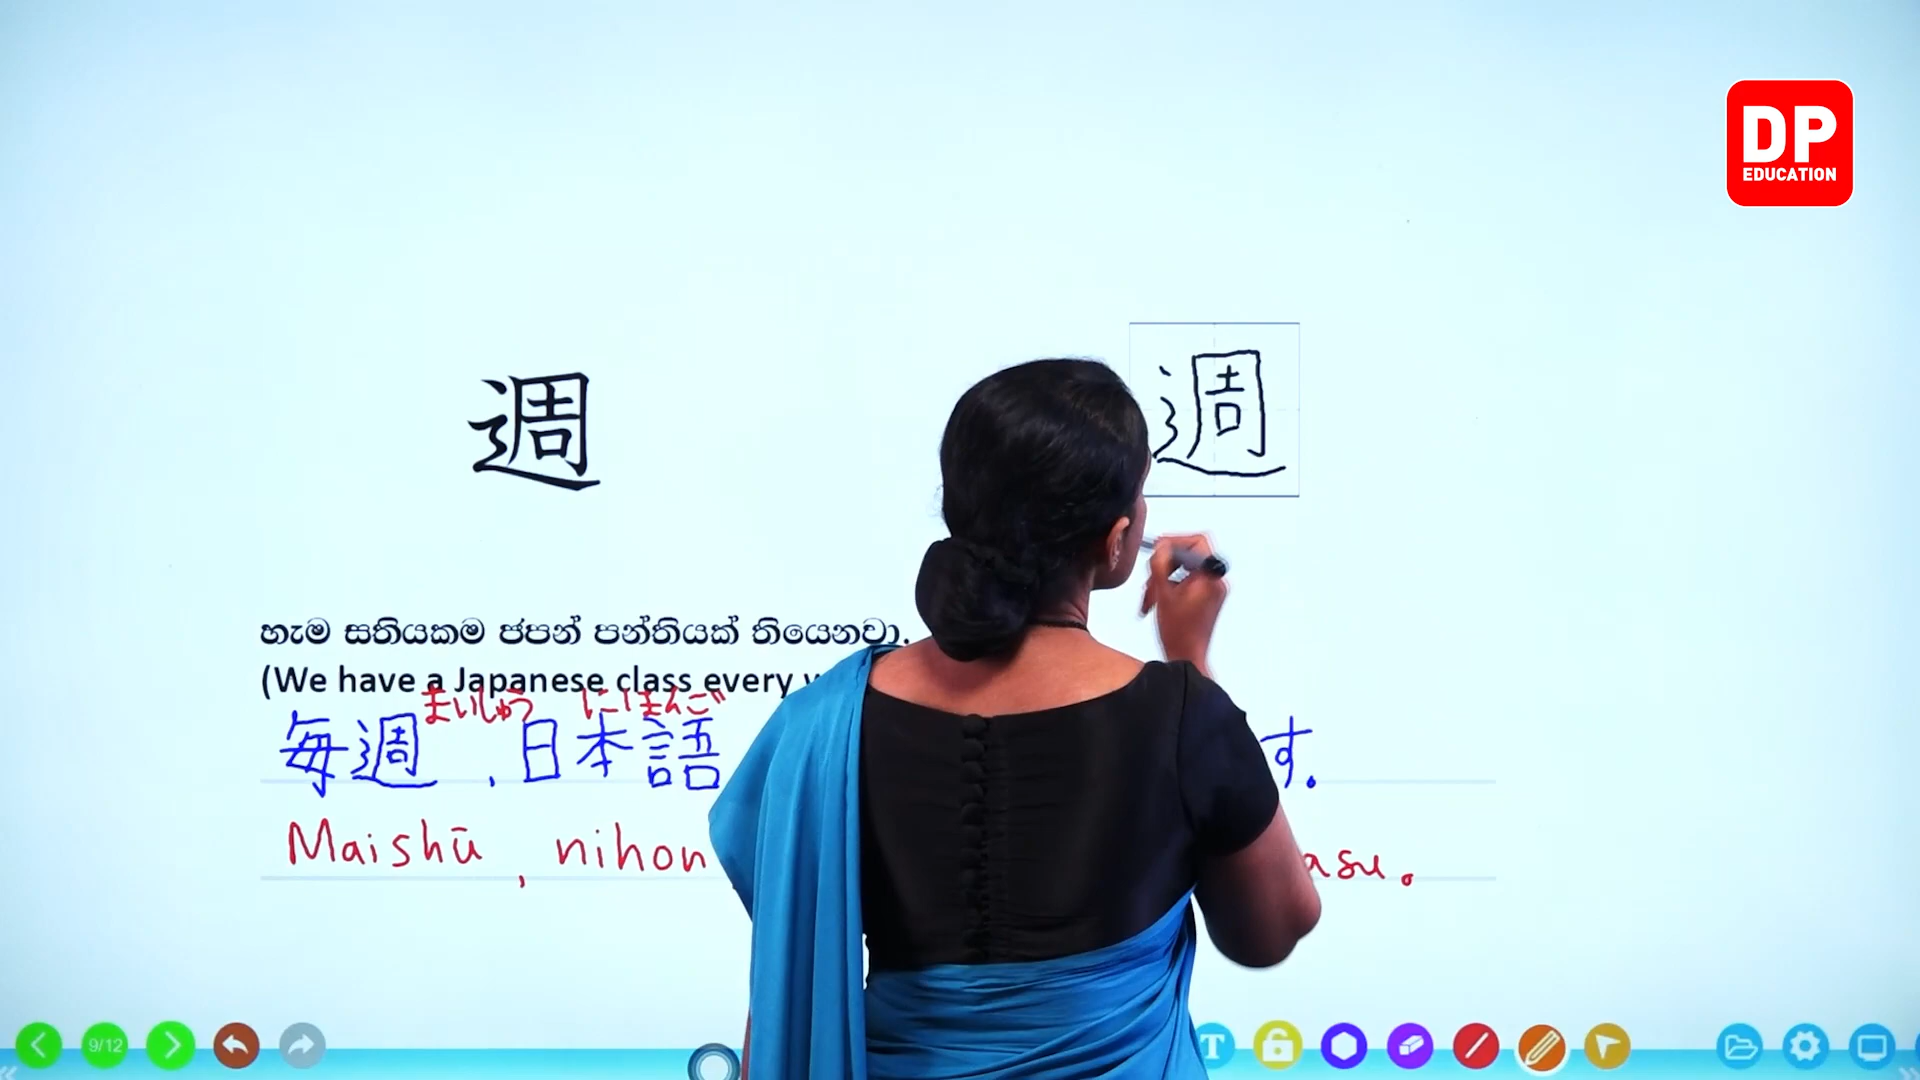 DP
EDUCATION
週
週
හැම සතියකම ජපන් පන්තියක් තියෙනවා.
(We have a Japanese class every
まいしゅう にほんご
毎週, 日本語 す.
Maishū, nihon asu.
9/12
T